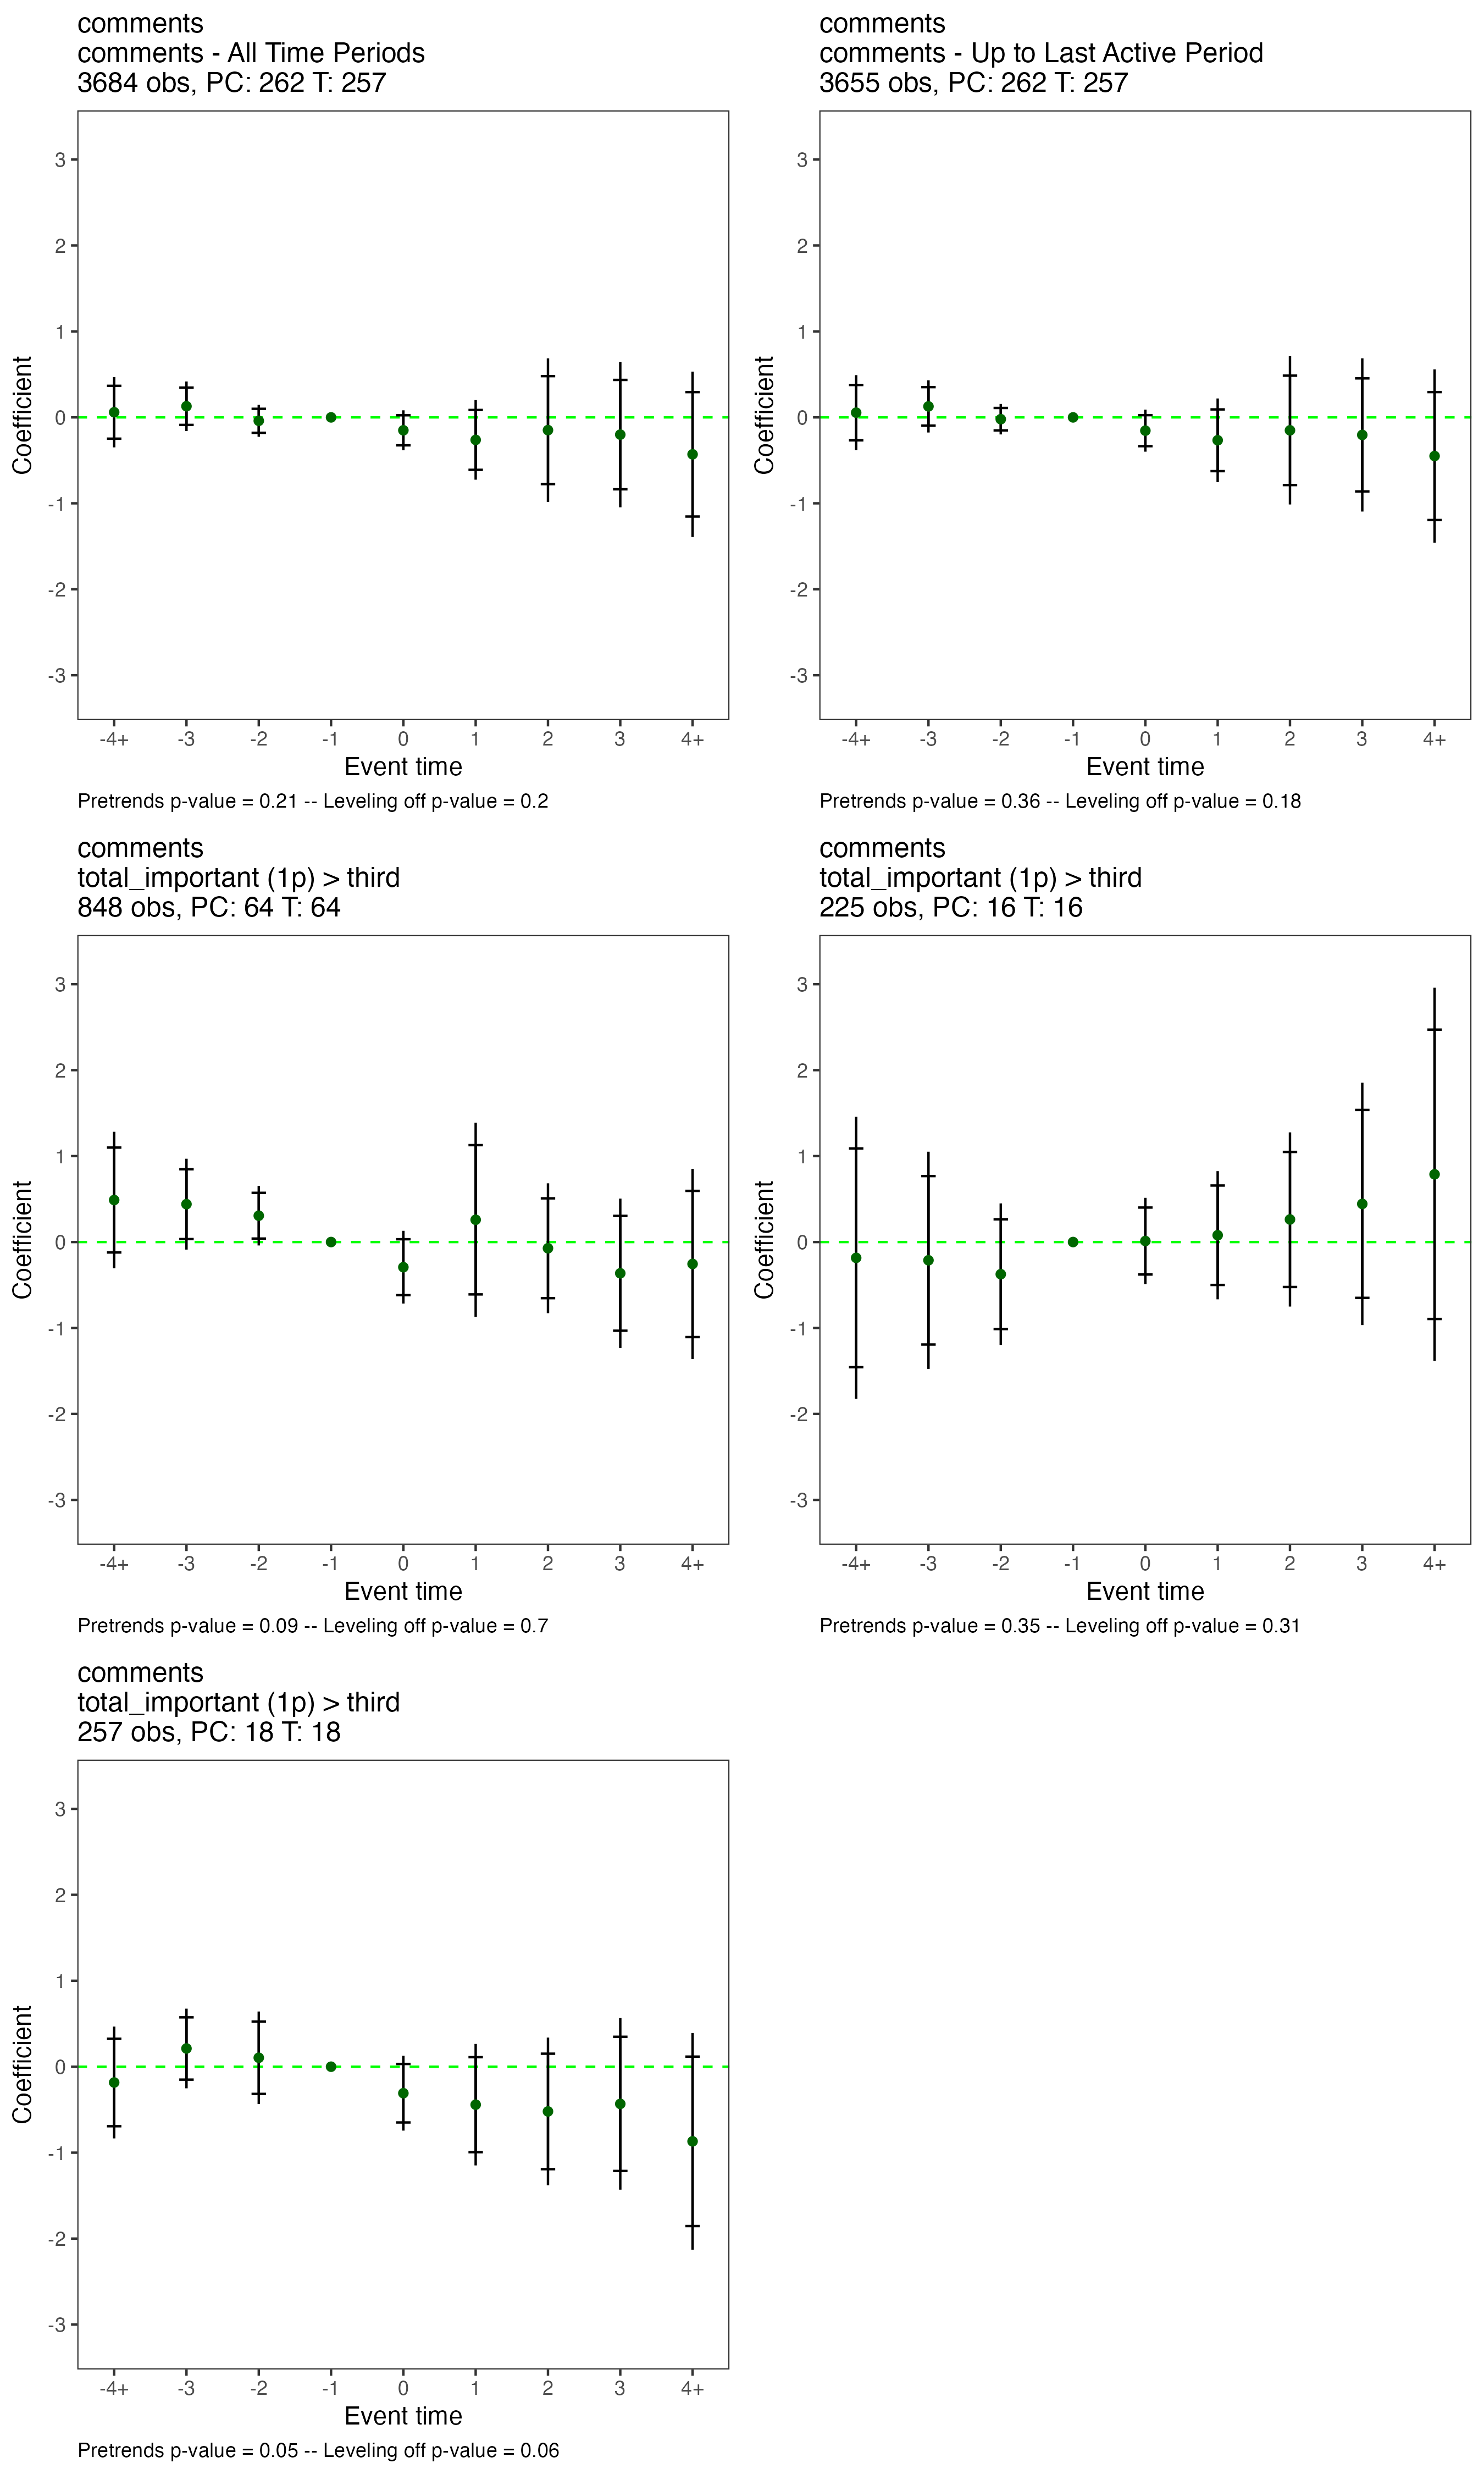 comments
comments - All Time Periods
3684 obs, PC: 262 T: 257
3
2
1
0
-1
-2
-3
Coefficient
-4+ -3 -2 -1 0 1 2 3 4+
Event time
Pretrends p-value = 0.21 -- Leveling off p-value = 0.2
comments
comments - Up to Last Active Period
3655 obs, PC: 262 T: 257
3
2
1
0
-1
-2
-3
Coefficient
-4+ -3 -2 -1 0 1 2 3 4+
Event time
Pretrends p-value = 0.36 -- Leveling off p-value = 0.18
comments
total_important (1p) > third
848 obs, PC: 64 T: 64
3
2
1
0
-1
-2
-3
Coefficient
-4+ -3 -2 -1 0 1 2 3 4+
Event time
Pretrends p-value = 0.09 -- Leveling off p-value = 0.7
comments
total_important (1p) > third
225 obs, PC: 16 T: 16
3
2
1
0
-1
-2
-3
Coefficient
-4+ -3 -2 -1 0 1 2 3 4+
Event time
Pretrends p-value = 0.35 -- Leveling off p-value = 0.31
comments
total_important (1p) > third
257 obs, PC: 18 T: 18
3
2
1
0
-1
-2
-3
Coefficient
-4+ -3 -2 -1 0 1 2 3 4+
Event time
Pretrends p-value = 0.05 -- Leveling off p-value = 0.06